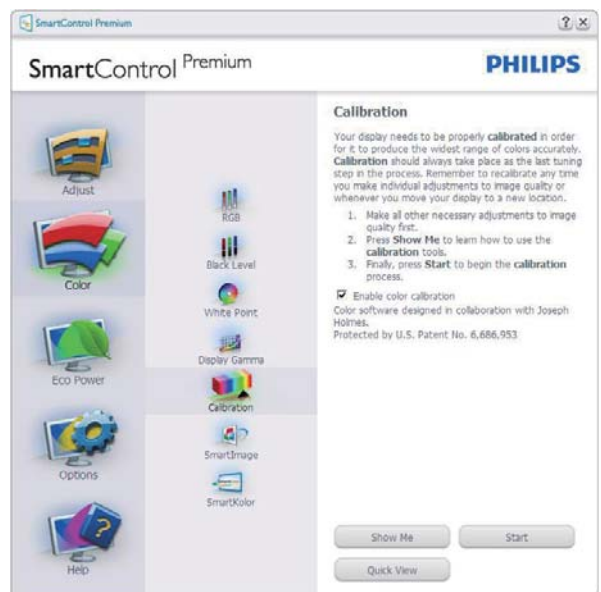 SmartControl Premium
SmartControl Premium
PHILIPS
Adjust
Color
Eco Power
Options
Help
RGB
Black Level
White Point
Display Gamma
Calibration
SmartImage
SmartKolor
Calibration
Your display needs to be properly calibrated in order
for it to produce the widest range of colors accurately.
Calibration should always take place as the last tuning
step in the process. Remember to recalibrate any time
you make individual adjustments to image quality or
whenever you move your display to a new location.
1. Make all other necessary adjustments to image
quality first.
2. Press Show Me to learn how to use the
calibration tools.
3. Finally, press Start to begin the calibration
process.
Enable color calibration
Color software designed in collaboration with Joseph
Holmes.
Protected by U.S. Patent No. 6,686,953
Show Me
Start
Quick View